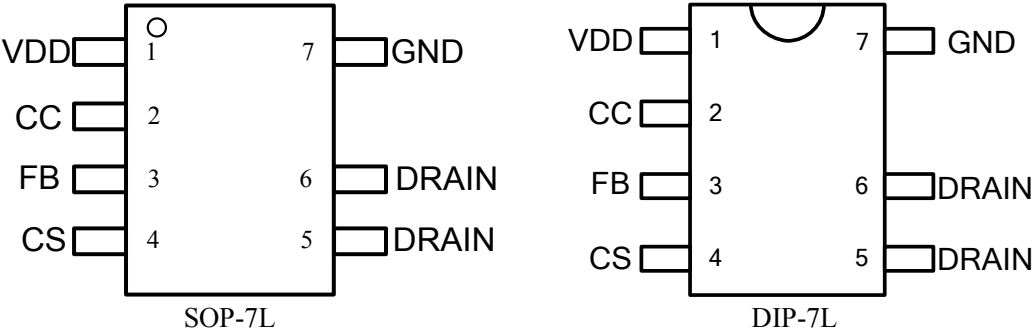 VDD 1 7 GND
CC 2
FB 3 6 DRAIN
CS 4 5 DRAIN
SOP-7L
VDD 1 7 GND
CC 2
FB 3 6 DRAIN
CS 4 5 DRAIN
DIP-7L